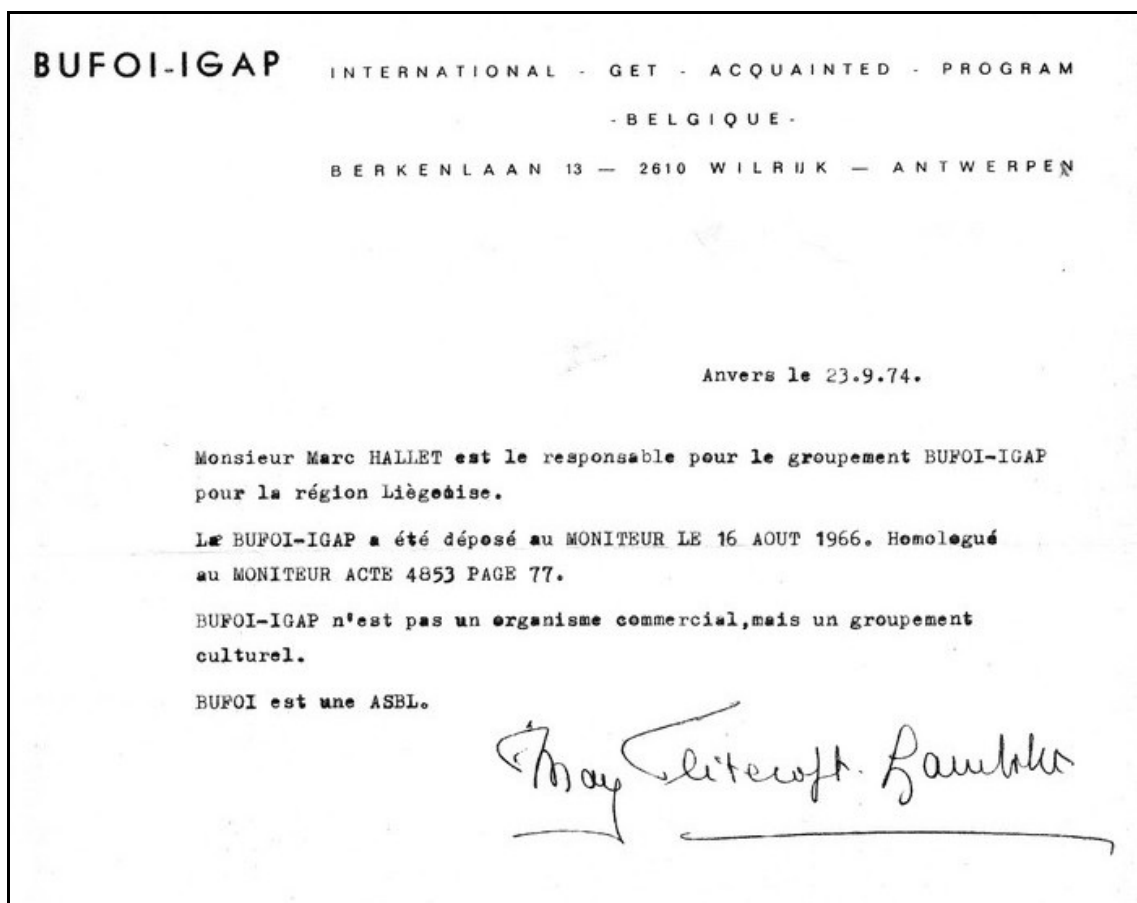 BUFOI-IGAP INTERNATIONAL - GET - ACQUAINTED - PROGRAM
-BELGIQUE-
BERKENLAAN 13 — 2610 WILRIJK — ANTWERPEN
Anvers le 23.9.74.
Monsieur Marc HALLET est le responsable pour le groupement BUFOI-IGAP
pour la région Liègeoise.
Le BUFOI-IGAP a été déposé au MONITEUR LE 16 AOUT 1966. Homologué
au MONITEUR ACTE 4853 PAGE 77.
BUFOI-IGAP n'est pas un organisme commercial,mais un groupement
culturel.
BUFOI est une ASBL.
May Flitcroft.